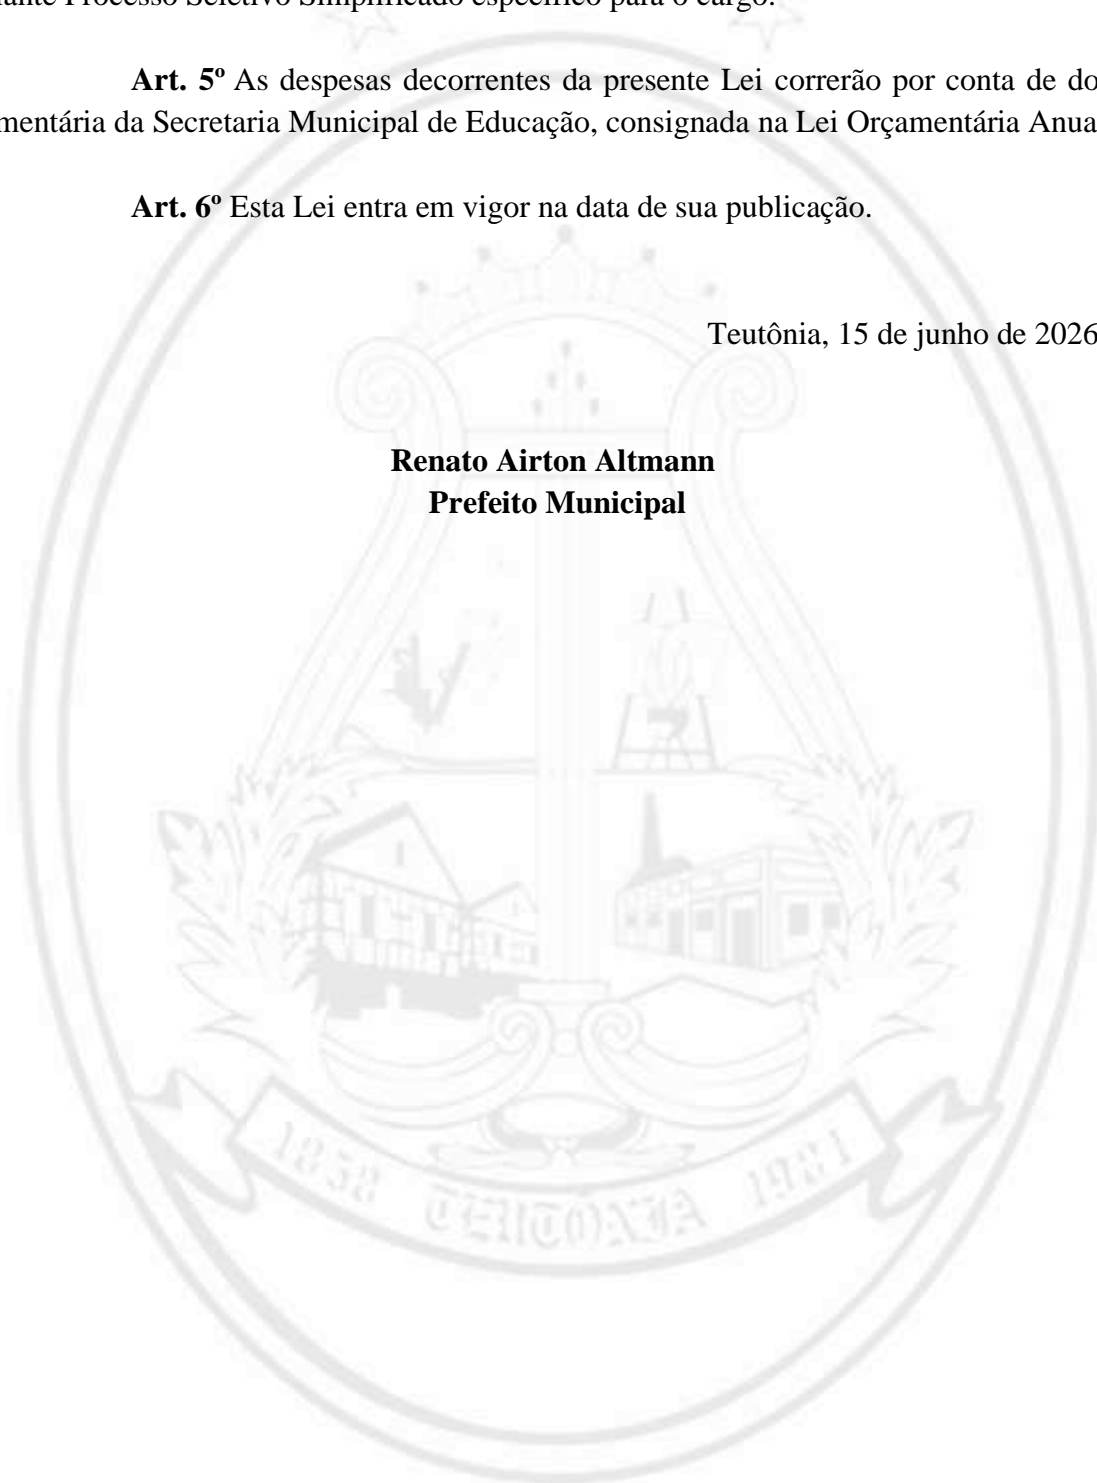 Processo Seletivo Simplificado específico para o cargo.
Art. 5º As despesas decorrentes da presente Lei correrão por conta de do
mentária da Secretaria Municipal de Educação, consignada na Lei Orçamentária Anua
Art. 6º Esta Lei entra em vigor na data de sua publicação.
Teutônia, 15 de junho de 2026
Renato Airton Altmann
Prefeito Municipal
1858 TEUTÔNIA 1981